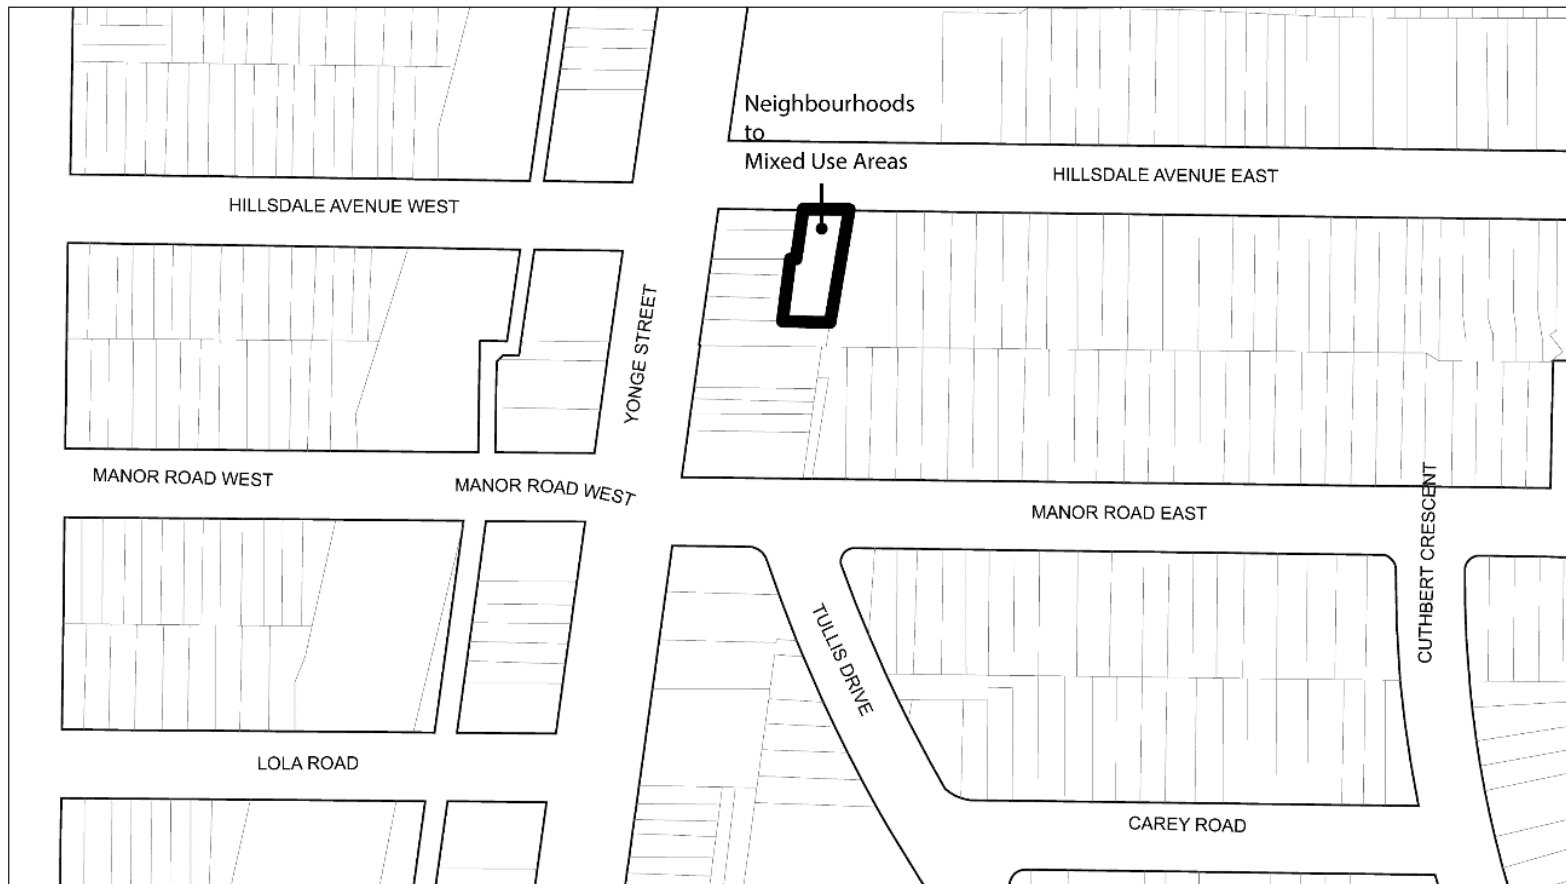 Neighbourhoods
to
Mixed Use Areas
HILLSDALE AVENUE EAST
HILLSDALE AVENUE WEST
YONGE STREET
MANOR ROAD WEST
MANOR ROAD WEST
MANOR ROAD EAST
CUTHBERT CRESCENT
TULLIS DRIVE
LOLA ROAD
CAREY ROAD